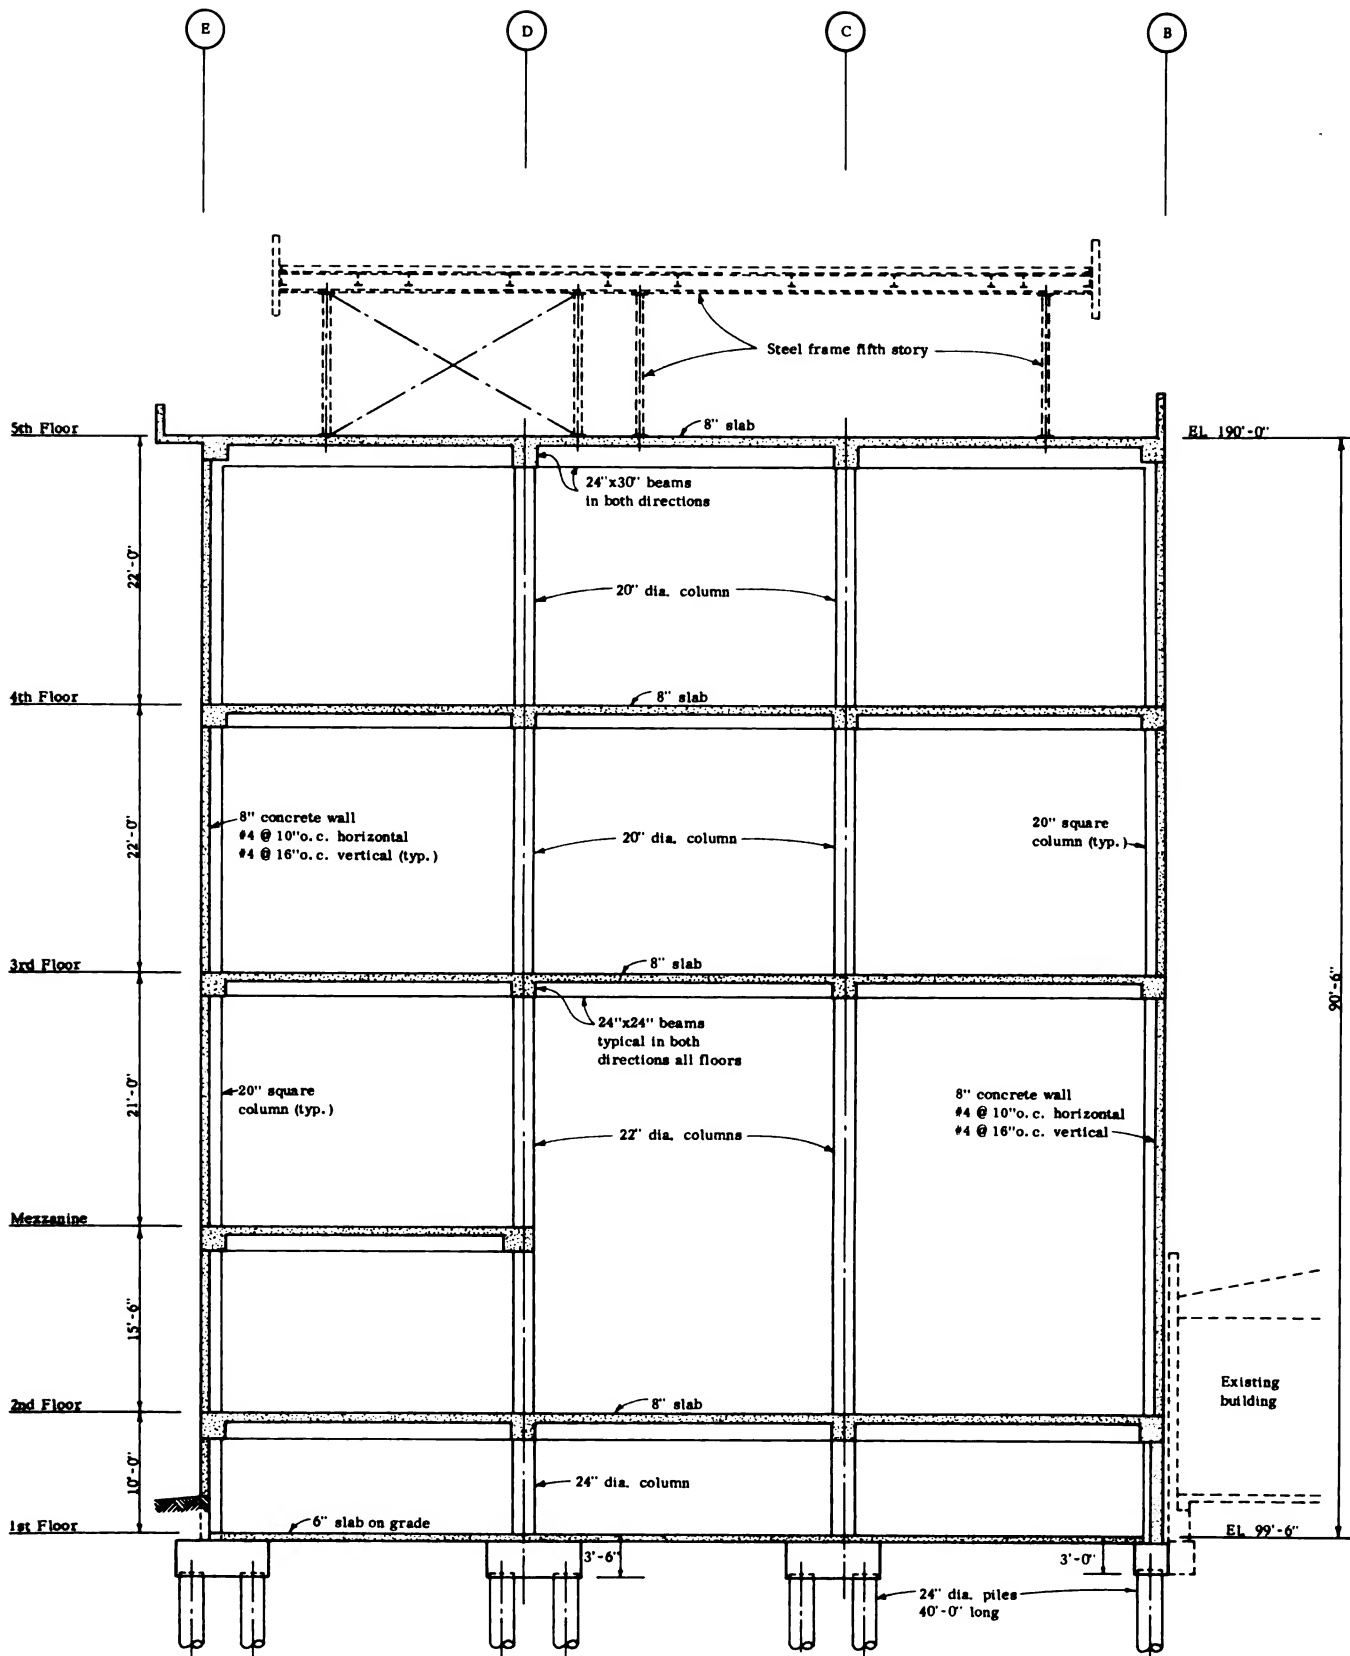 E
D
C
B
Steel frame fifth story
5th Floor
8" slab
EL 190'-0"
24"x30" beams
in both directions
22'-0"
20" dia. column
4th Floor
8" slab
8" concrete wall
#4 @ 10"o.c. horizontal
#4 @ 16"o.c. vertical (typ.)
22'-0"
20" dia. column
20" square
column (typ.)
3rd Floor
8" slab
90'-6"
24"x24" beams
typical in both
directions all floors
21'-0"
20" square
column (typ.)
22" dia. columns
8" concrete wall
#4 @ 10"o.c. horizontal
#4 @ 16"o.c. vertical
Mezzanine
15'-6"
Existing
building
2nd Floor
8" slab
10'-0"
24" dia. column
1st Floor
6" slab on grade
EL 99'-6"
3'-6"
3'-0"
24" dia. piles
40'-0" long